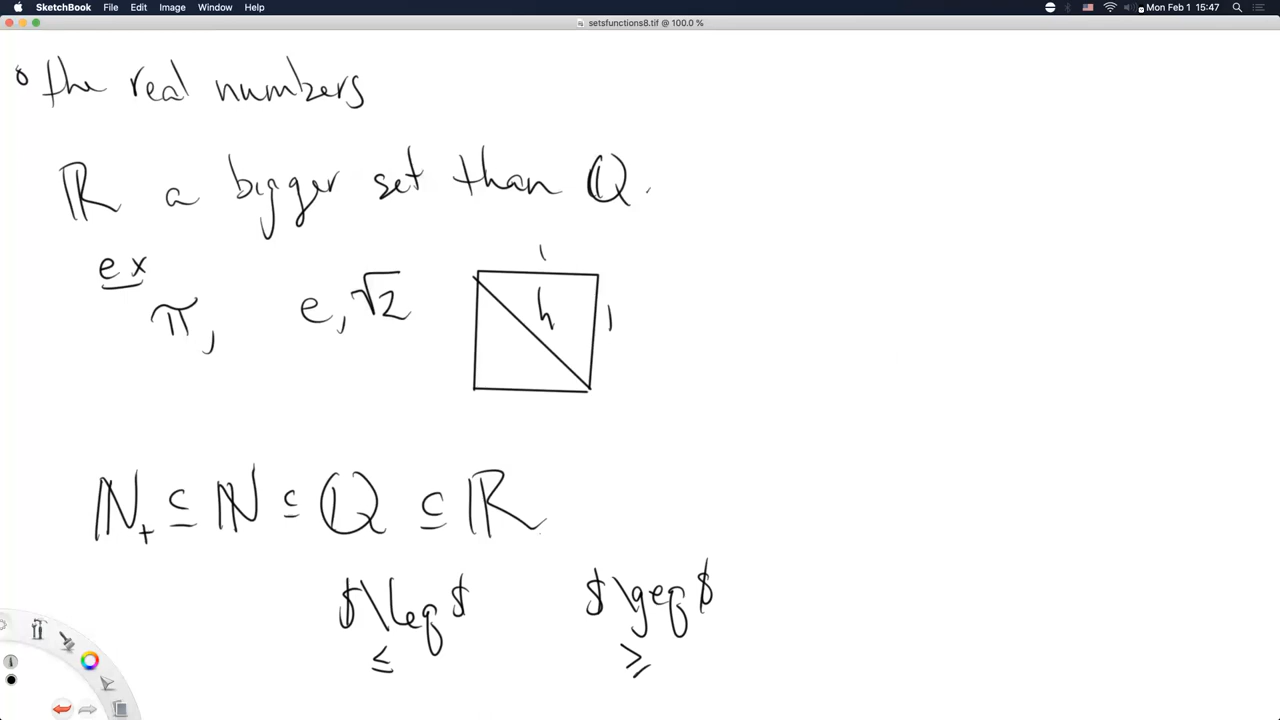 SketchBook File Edit Image Window Help Mon Feb 1 15:47
setsfunctions8.tif @ 100.0 %
• the real numbers
ℝ a bigger set than ℚ.
ex
π, e, √2
1
h 1
ℕ₊ ⊆ ℕ ⊆ ℚ ⊆ ℝ
$\leq$ $\geq$
≤ ≥